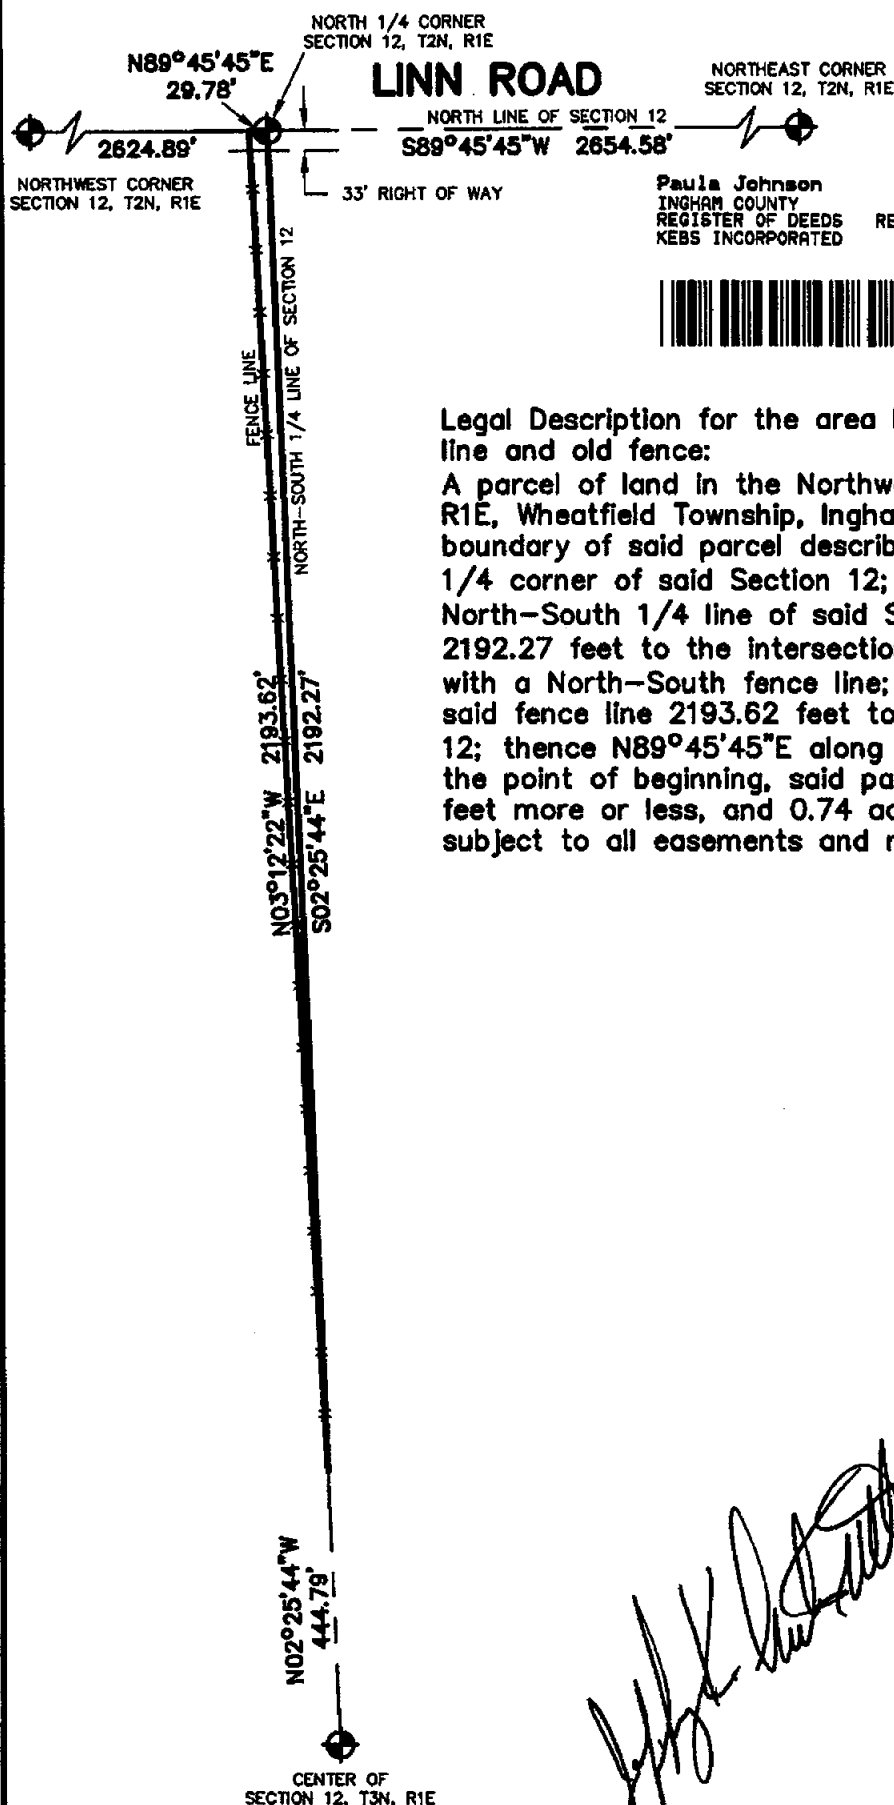 NORTH 1/4 CORNER
SECTION 12, T2N, R1E
N89°45'45"E
29.78'
LINN ROAD
NORTHEAST CORNER
SECTION 12, T2N, R1E
NORTH LINE OF SECTION 12
2624.89'
S89°45'45"W 2654.58'
NORTHWEST CORNER
SECTION 12, T2N, R1E
33' RIGHT OF WAY
Paula Johnson
INGHAM COUNTY
REGISTER OF DEEDS RE
KEBS INCORPORATED
FENCE LINE
NORTH-SOUTH 1/4 LINE OF SECTION 12
Legal Description for the area
line and old fence:
A parcel of land in the Northw
R1E, Wheatfield Township, Ingha
boundary of said parcel describ
1/4 corner of said Section 12;
North-South 1/4 line of said S
2192.27 feet to the intersectio
with a North-South fence line;
said fence line 2193.62 feet to
12; thence N89°45'45"E along
the point of beginning, said pa
feet more or less, and 0.74 ac
subject to all easements and r
N03°12'22"W 2193.62'
S02°25'44"E 2192.27'
N02°25'44"W
444.79'
CENTER OF
SECTION 12, T3N, R1E